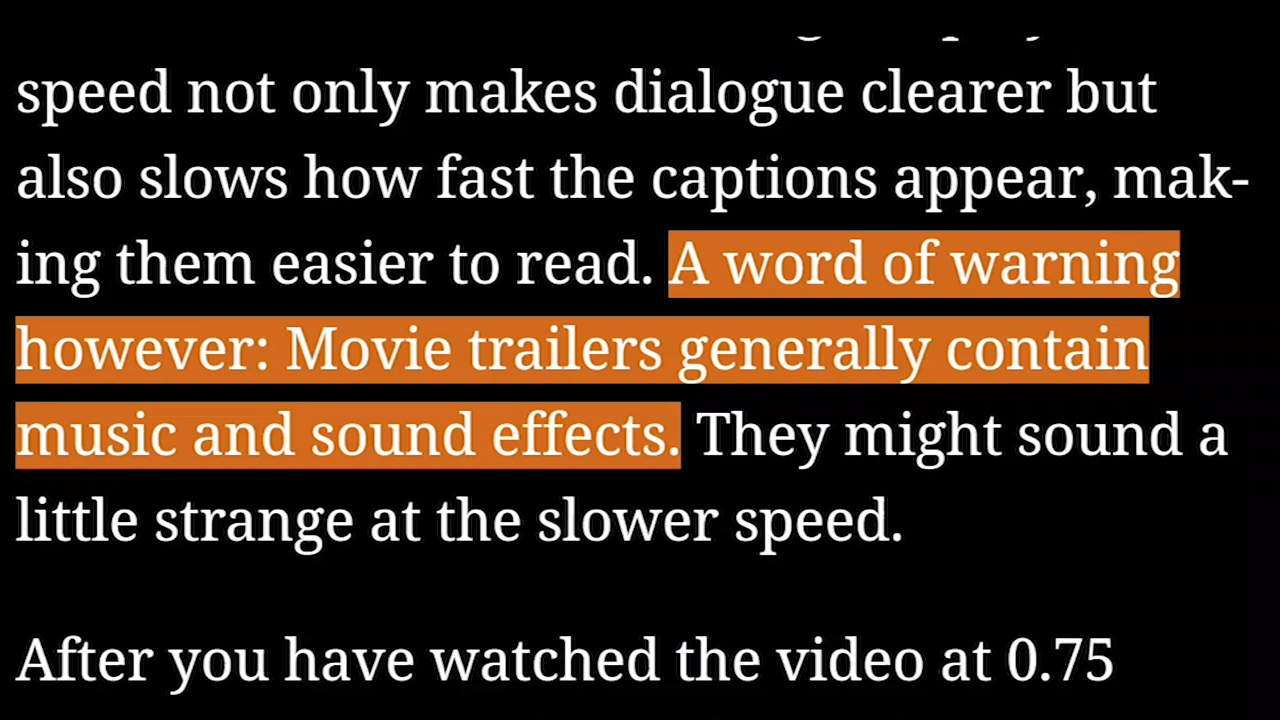 speed not only makes dialogue clearer but
also slows how fast the captions appear, mak-
ing them easier to read. A word of warning
however: Movie trailers generally contain
music and sound effects. They might sound a
little strange at the slower speed.
After you have watched the video at 0.75